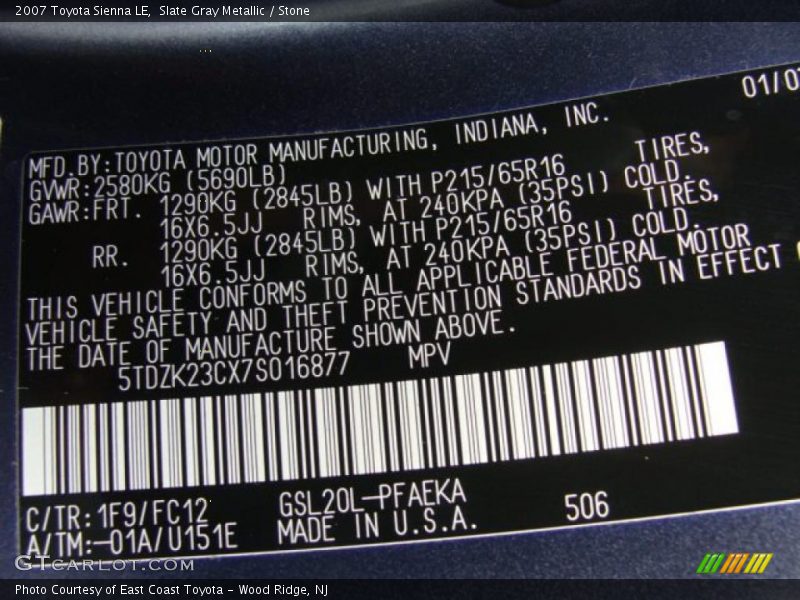 2007 Toyota Sienna LE, Slate Gray Metallic / Stone
01/07
MFD.BY:TOYOTA MOTOR MANUFACTURING, INDIANA, INC.
GVWR:2580KG (5690LB)
GAWR:FRT. 1290KG (2845LB) WITH P215/65R16 TIRES,
16X6.5JJ RIMS, AT 240KPA (35PSI) COLD.
RR. 1290KG (2845LB) WITH P215/65R16 TIRES,
16X6.5JJ RIMS, AT 240KPA (35PSI) COLD.
THIS VEHICLE CONFORMS TO ALL APPLICABLE FEDERAL MOTOR
VEHICLE SAFETY AND THEFT PREVENTION STANDARDS IN EFFECT
THE DATE OF MANUFACTURE SHOWN ABOVE.
5TDZK23CX7S016877 MPV
C/TR:1F9/FC12 GSL20L-PFAEKA 506
A/TM:-01A/U151E MADE IN U.S.A.
GTCARLOT.COM
Photo Courtesy of East Coast Toyota - Wood Ridge, NJ